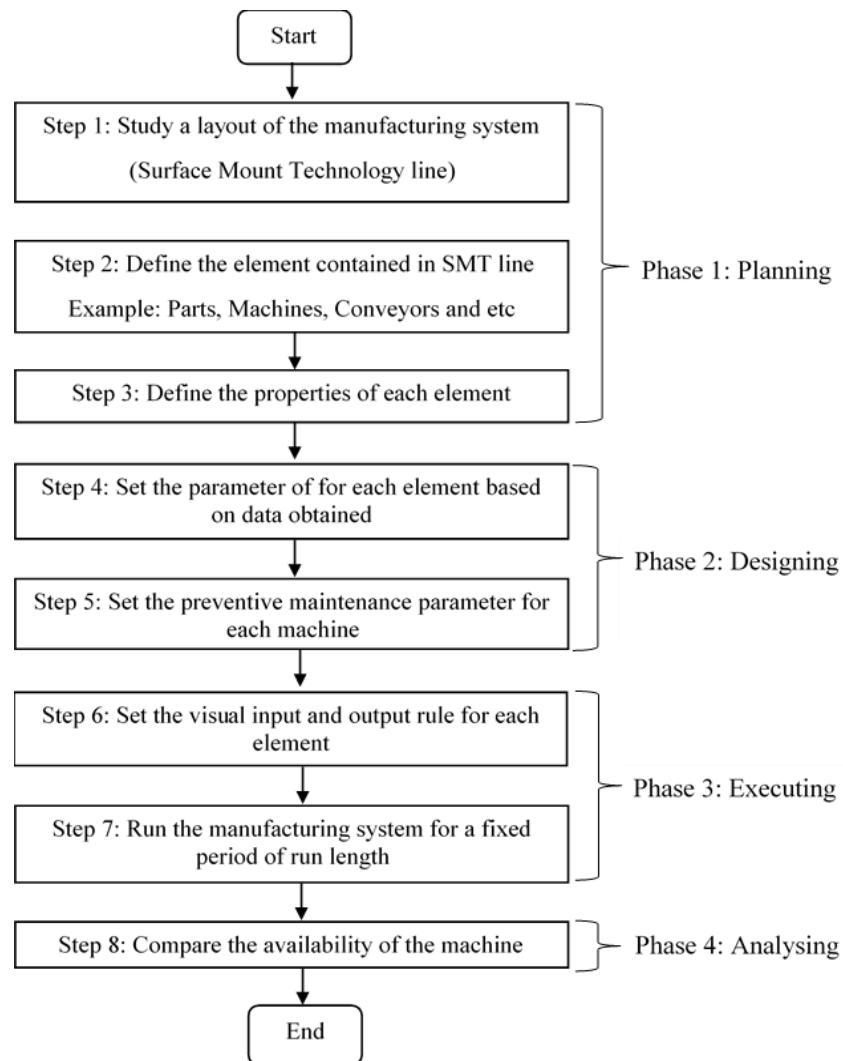 Start
Step 1: Study a layout of the manufacturing system
(Surface Mount Technology line)
Step 2: Define the element contained in SMT line
Example: Parts, Machines, Conveyors and etc
Phase 1: Planning
Step 3: Define the properties of each element
Step 4: Set the parameter of for each element based
on data obtained
Phase 2: Designing
Step 5: Set the preventive maintenance parameter for
each machine
Step 6: Set the visual input and output rule for each
element
Phase 3: Executing
Step 7: Run the manufacturing system for a fixed
period of run length
Step 8: Compare the availability of the machine
Phase 4: Analysing
End